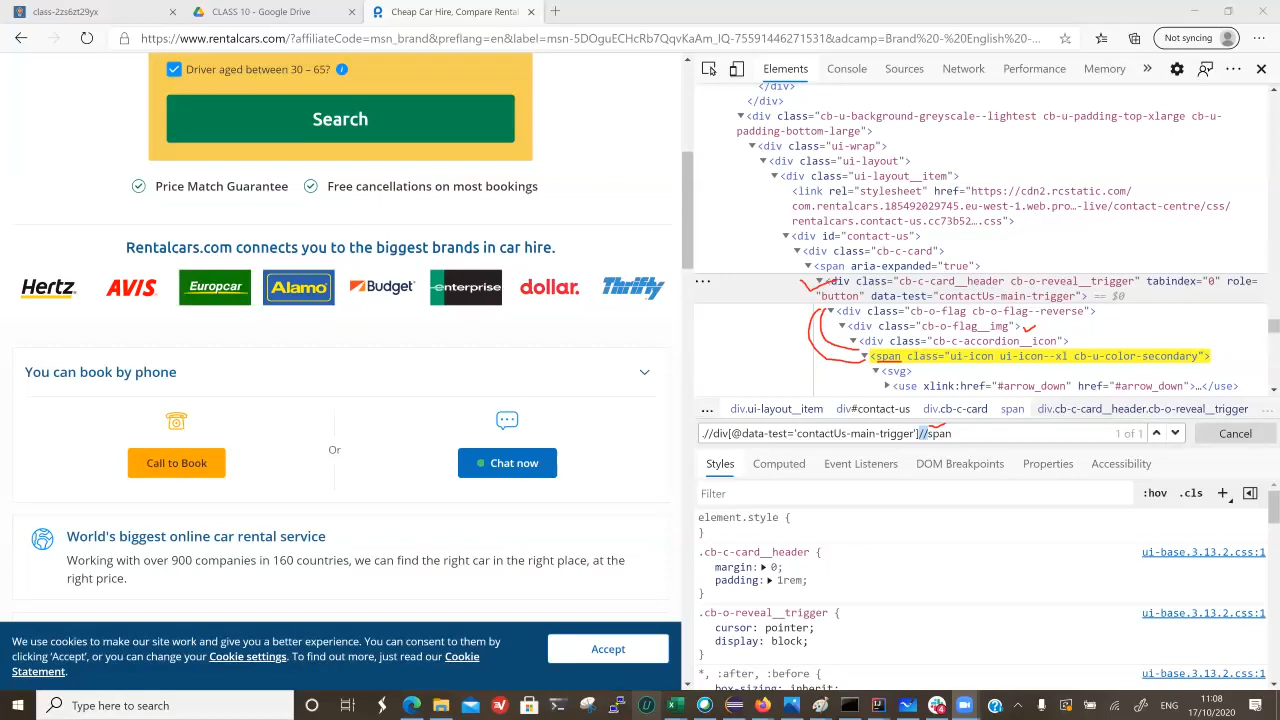 class-2zs6zt29yx
CLASS 10 - Google Drive
Cheap Car Hire, Compare Rental
https://www.rentalcars.com/?affiliateCode=msn_brand&preflang=en&label=msn-5DOguECHcRb7QqvKaAm_IQ-75591446271531&adcamp=Brand%20-%20English%20-...
Not syncing
Driver aged between 30 – 65?
Search
Price Match Guarantee
Free cancellations on most bookings
Rentalcars.com connects you to the biggest brands in car hire.
Hertz AVIS Europcar Alamo Budget enterprise dollar. Thrifty
You can book by phone
Call to Book
Or
Chat now
World's biggest online car rental service
Working with over 900 companies in 160 countries, we can find the right car in the right place, at the
right price.
We use cookies to make our site work and give you a better experience. You can consent to them by
clicking 'Accept', or you can change your Cookie settings. To find out more, just read our Cookie
Statement.
Accept
Elements Console Sources Network Performance Memory
</div>
</div>
<div class="cb-u-background-greyscale--lightest cb-u-padding-top-xlarge cb-u-
padding-bottom-large">
<div class="ui-wrap">
<div class="ui-layout">
<div class="ui-layout__item">
<link rel="stylesheet" href="https://cdn2.rcstatic.com/
com.rentalcars.185492029745.eu-west-1.web.pro…-live/contact-centre/css/
rentalcars.contact-us.cc73b52...css">
<div id="contact-us">
<div class="cb-c-card">
<span aria-expanded="true">
<div class="cb-c-card__header cb-o-reveal__trigger" tabindex="0" role=
"button" data-test="contactUs-main-trigger"> == $0
<div class="cb-o-flag cb-o-flag--reverse">
<div class="cb-o-flag__img">
<div class="cb-c-accordion__icon">
<span class="ui-icon ui-icon--xl cb-u-color-secondary">
<svg>
<use xlink:href="#arrow_down" href="#arrow_down">…</use>
... div.ui-layout__item div#contact-us div.cb-c-card span div.cb-c-card__header.cb-o-reveal__trigger ...
.//div[@data-test='contactUs-main-trigger']//span
1 of 1
Cancel
Styles Computed Event Listeners DOM Breakpoints Properties Accessibility
Filter
:hov .cls +
element.style {
}
.cb-c-card__header {
ui-base.3.13.2.css:1
margin: 0;
padding: 1rem;
}
.cb-o-reveal__trigger {
ui-base.3.13.2.css:1
cursor: pointer;
display: block;
}
*, :after, :before {
ui-base.3.13.2.css:1
box-sizing: inherit;
Type here to search
11:08
17/10/2020